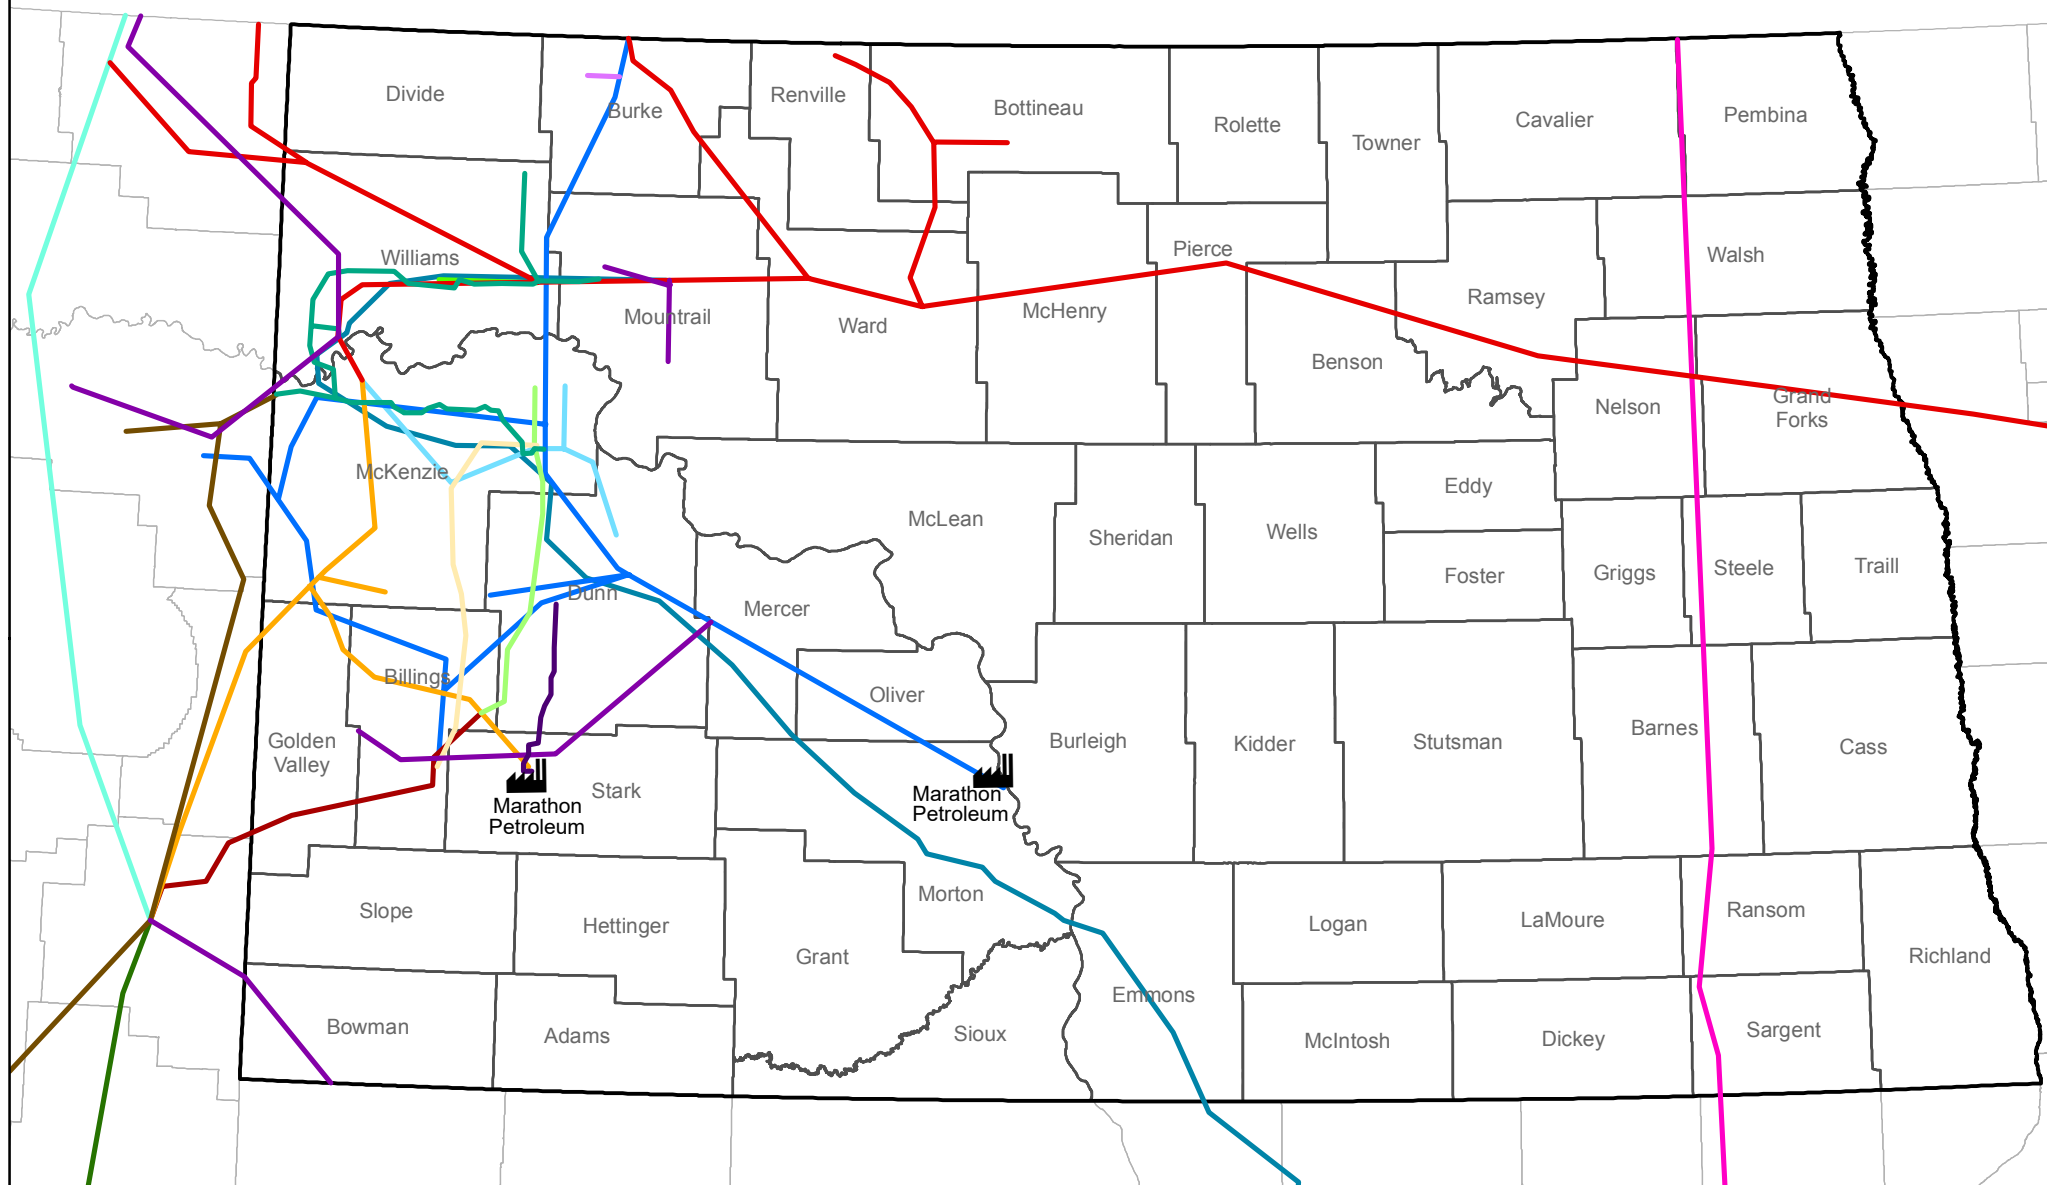 Divide
Burke
Renville
Bottineau
Rolette
Towner
Cavalier
Pembina
Williams
Mountrail
Ward
McHenry
Pierce
Benson
Ramsey
Walsh
Nelson
Grand
Forks
McKenzie
McLean
Sheridan
Wells
Eddy
Foster
Griggs
Steele
Traill
Dunn
Mercer
Billings
Oliver
Golden
Valley
Stark
Burleigh
Kidder
Stutsman
Barnes
Cass
Marathon
Petroleum
Marathon
Petroleum
Slope
Hettinger
Morton
Grant
Logan
LaMoure
Ransom
Richland
Bowman
Adams
Sioux
Emmons
McIntosh
Dickey
Sargent